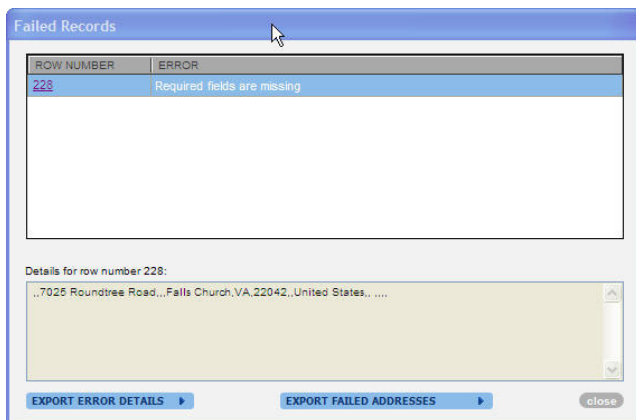 Failed Records
ROW NUMBER ERROR
228 Required fields are missing
Details for row number 228:
,,7025 Roundtree Road,,,Falls Church,VA,22042,,United States,, ,,,,
EXPORT ERROR DETAILS EXPORT FAILED ADDRESSES close